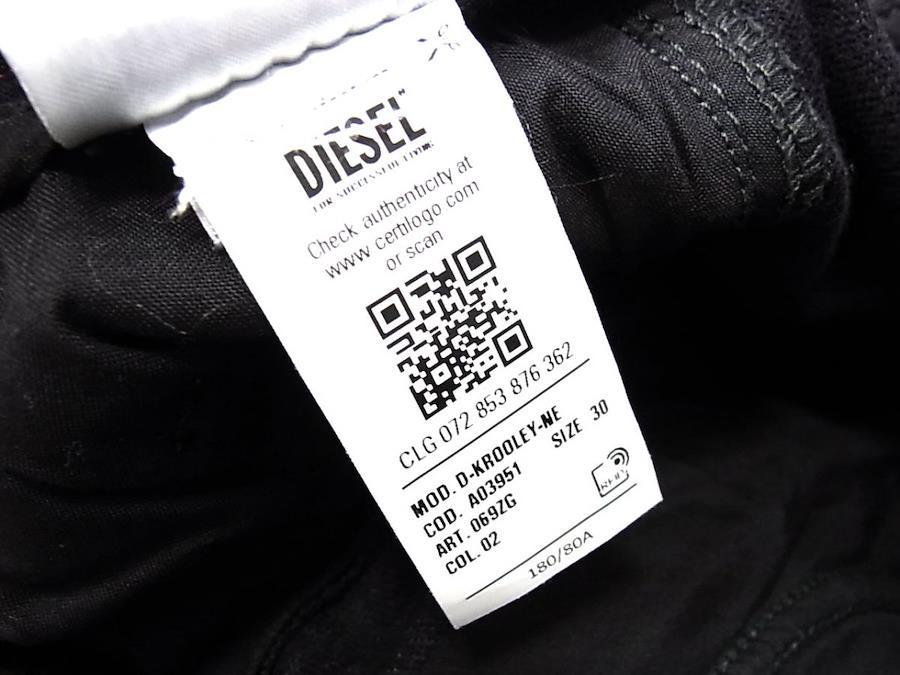 DIESEL
FOR SUCCESSFUL LIVING
Check authenticity at
www certilogo com
or scan
CLG 072 853 876 362
MOD. D-KROOLEY-NE
COD. A03951 SIZE 30
ART. 069ZG
COL. 02
RFID
180/80A